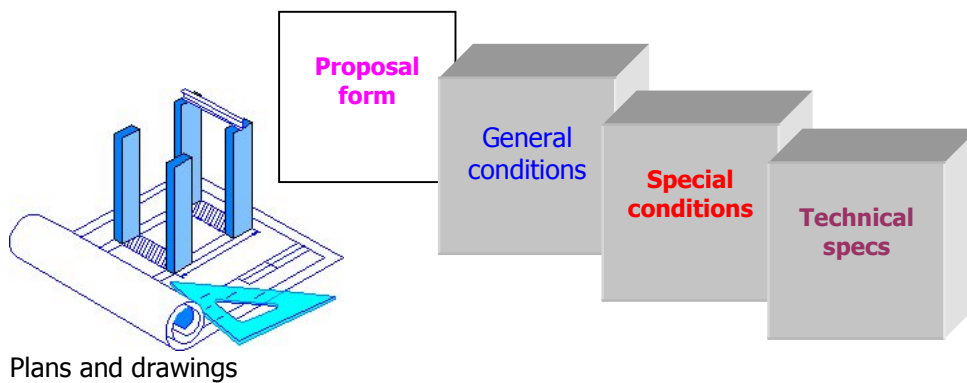 Proposal
form
General
conditions
Special
conditions
Technical
specs
Plans and drawings